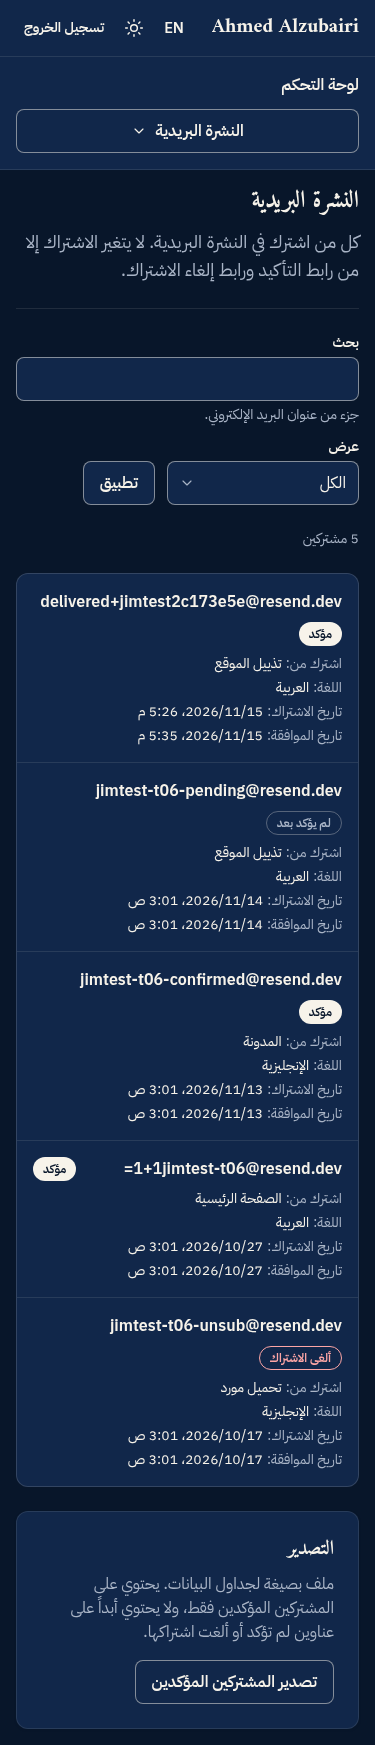 Ahmed Alzubairi
EN
تسجيل الخروج
لوحة التحكم
النشرة البريدية
النشرة البريدية
كل من اشترك في النشرة البريدية. لا يتغير الاشتراك إلا
من رابط التأكيد ورابط إلغاء الاشتراك.
بحث
جزء من عنوان البريد الإلكتروني.
عرض
الكل
تطبيق
5 مشتركين
delivered+jimtest2c173e5e@resend.dev
مؤكد
اشترك من: تذييل الموقع
اللغة: العربية
تاريخ الاشتراك: 2026/11/15، 5:26 م
تاريخ الموافقة: 2026/11/15، 5:35 م
jimtest-t06-pending@resend.dev
لم يؤكد بعد
اشترك من: تذييل الموقع
اللغة: العربية
تاريخ الاشتراك: 2026/11/14، 3:01 ص
تاريخ الموافقة: 2026/11/14، 3:01 ص
jimtest-t06-confirmed@resend.dev
مؤكد
اشترك من: المدونة
اللغة: الإنجليزية
تاريخ الاشتراك: 2026/11/13، 3:01 ص
تاريخ الموافقة: 2026/11/13، 3:01 ص
=1+1jimtest-t06@resend.dev
مؤكد
اشترك من: الصفحة الرئيسية
اللغة: العربية
تاريخ الاشتراك: 2026/10/27، 3:01 ص
تاريخ الموافقة: 2026/10/27، 3:01 ص
jimtest-t06-unsub@resend.dev
ألغى الاشتراك
اشترك من: تحميل مورد
اللغة: الإنجليزية
تاريخ الاشتراك: 2026/10/17، 3:01 ص
تاريخ الموافقة: 2026/10/17، 3:01 ص
التصدير
ملف بصيغة لجداول البيانات. يحتوي على
المشتركين المؤكدين فقط، ولا يحتوي أبداً على
عناوين لم تؤكد أو ألغت اشتراكها.
تصدير المشتركين المؤكدين